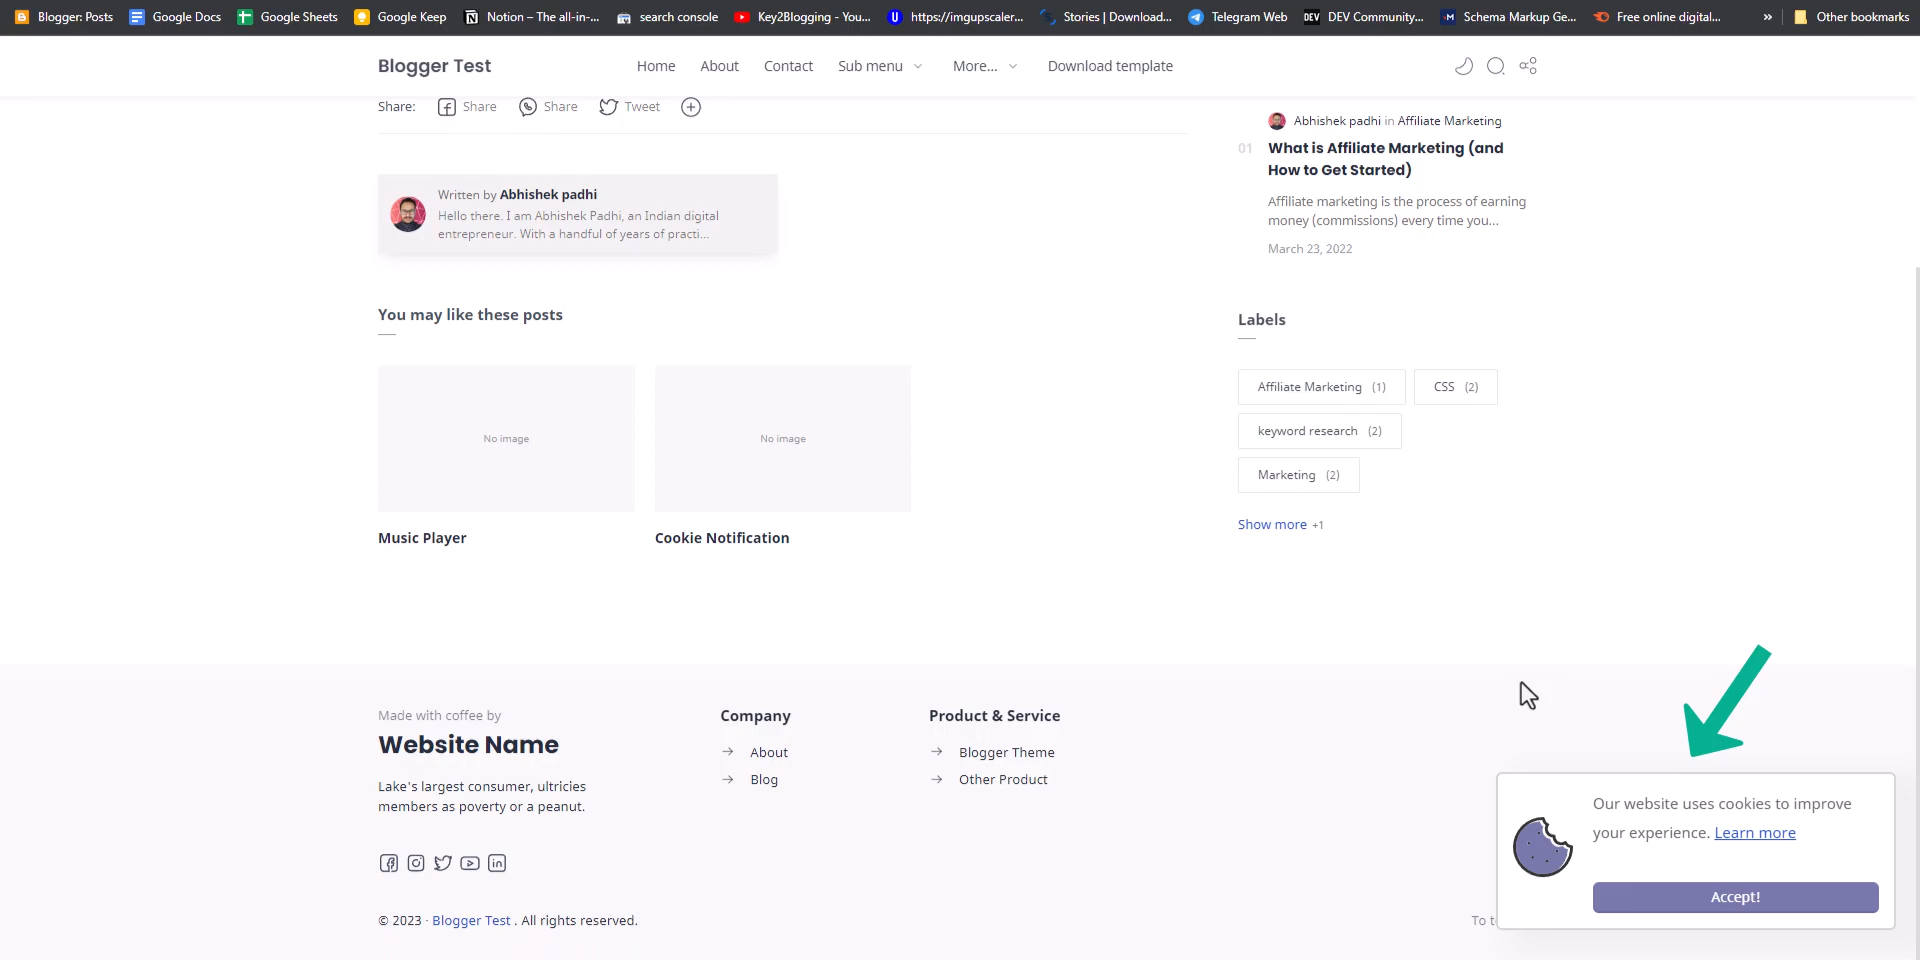 Blogger: Posts Google Docs Google Sheets Google Keep Notion – The all-in-... search console Key2Blogging - You... https://imgupscaler... Stories | Download... Telegram Web DEV Community... Schema Markup Ge... Free online digital... » Other bookmarks
Blogger Test Home About Contact Sub menu More... Download template
Share: Share Share Tweet
Written by Abhishek padhi
Hello there. I am Abhishek Padhi, an Indian digital
entrepreneur. With a handful of years of practi...
You may like these posts
No image
Music Player
No image
Cookie Notification
Abhishek padhi in Affiliate Marketing
01 What is Affiliate Marketing (and
How to Get Started)
Affiliate marketing is the process of earning
money (commissions) every time you...
March 23, 2022
Labels
Affiliate Marketing (1) CSS (2)
keyword research (2)
Marketing (2)
Show more +1
Made with coffee by
Website Name
Lake's largest consumer, ultricies
members as poverty or a peanut.
Company
About
Blog
Product & Service
Blogger Theme
Other Product
© 2023 · Blogger Test . All rights reserved.
To
Our website uses cookies to improve
your experience. Learn more
Accept!